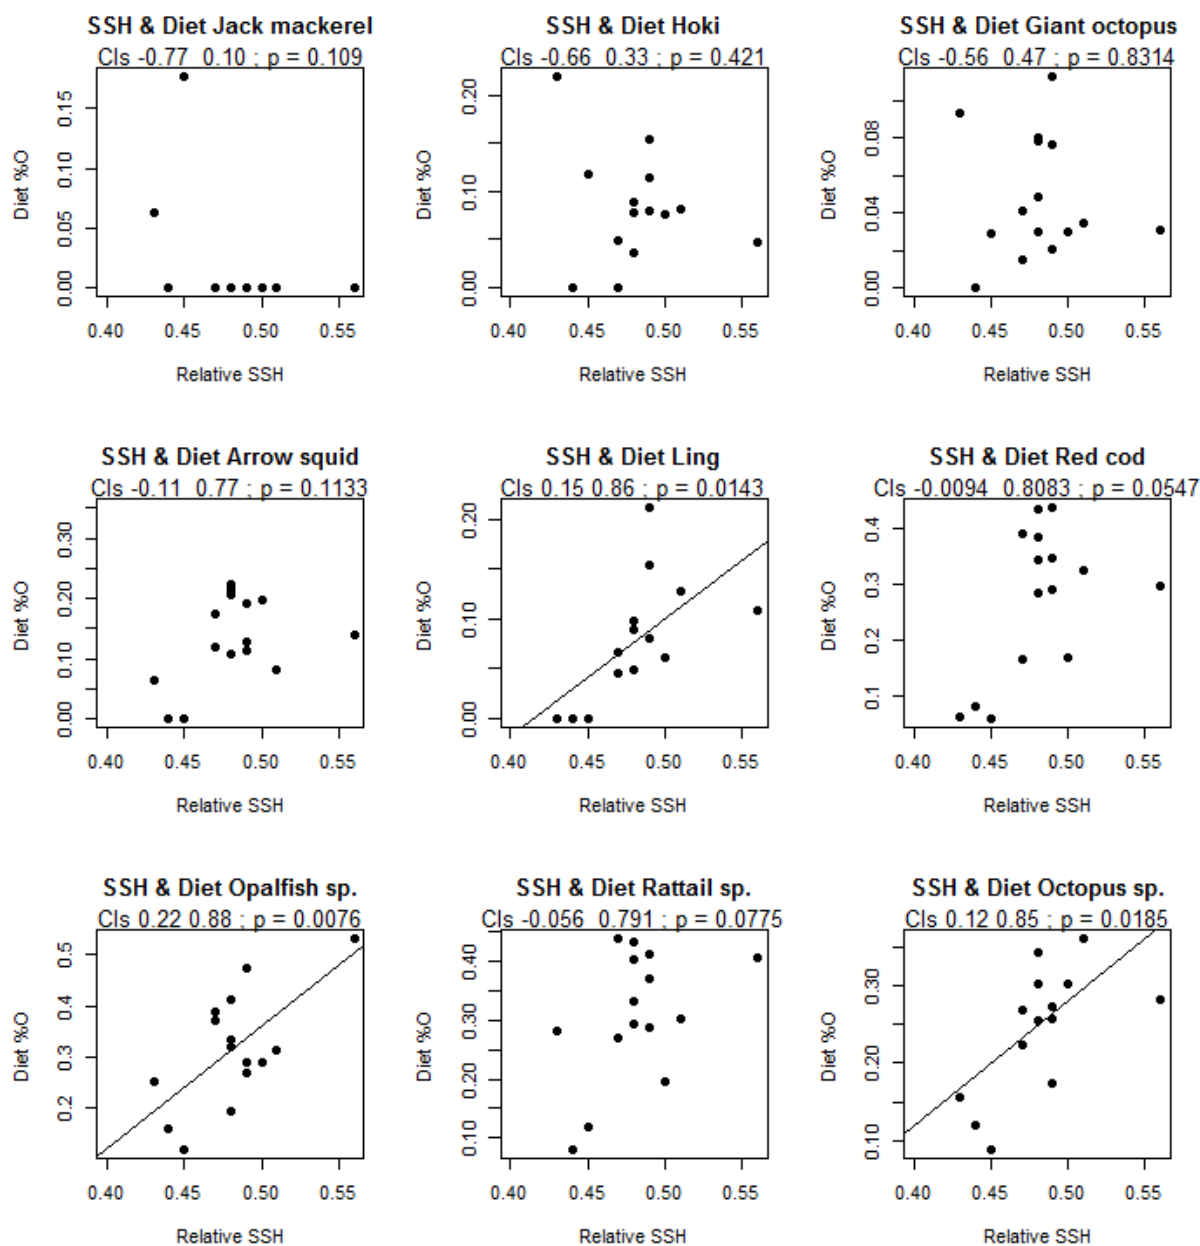 SSH & Diet Jack mackerel
CIs -0.77 0.10 ; p = 0.109
Diet %O
0.15
0.10
0.05
0.00
0.40 0.45 0.50 0.55
Relative SSH
SSH & Diet Hoki
CIs -0.66 0.33 ; p = 0.421
Diet %O
0.20
0.10
0.00
0.40 0.45 0.50 0.55
Relative SSH
SSH & Diet Giant octopus
CIs -0.56 0.47 ; p = 0.8314
Diet %O
0.08
0.04
0.00
0.40 0.45 0.50 0.55
Relative SSH
SSH & Diet Arrow squid
CIs -0.11 0.77 ; p = 0.1133
Diet %O
0.30
0.20
0.10
0.00
0.40 0.45 0.50 0.55
Relative SSH
SSH & Diet Ling
CIs 0.15 0.86 ; p = 0.0143
Diet %O
0.20
0.10
0.00
0.40 0.45 0.50 0.55
Relative SSH
SSH & Diet Red cod
CIs -0.0094 0.8083 ; p = 0.0547
Diet %O
0.4
0.3
0.2
0.1
0.40 0.45 0.50 0.55
Relative SSH
SSH & Diet Opalfish sp.
CIs 0.22 0.88 ; p = 0.0076
Diet %O
0.5
0.4
0.3
0.2
0.40 0.45 0.50 0.55
Relative SSH
SSH & Diet Rattail sp.
CIs -0.056 0.791 ; p = 0.0775
Diet %O
0.40
0.30
0.20
0.10
0.40 0.45 0.50 0.55
Relative SSH
SSH & Diet Octopus sp.
CIs 0.12 0.85 ; p = 0.0185
Diet %O
0.30
0.20
0.10
0.40 0.45 0.50 0.55
Relative SSH